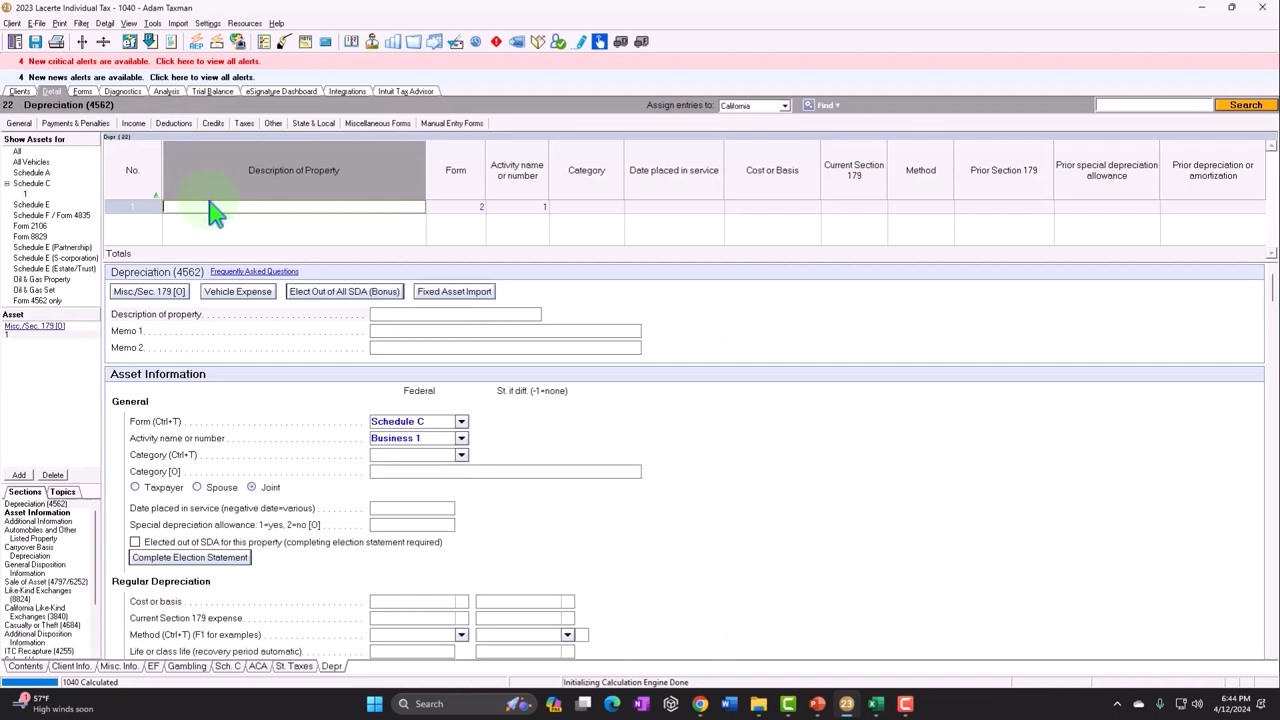 2023 Lacerte Individual Tax - 1040 - Adam Taxman
Client E-File Print Filter Detail View Tools Import Settings Resources Help
4 New critical alerts are available. Click here to view all alerts.
4 New news alerts are available. Click here to view all alerts.
Clients Detail Forms Diagnostics Analysis Trial Balance eSignature Dashboard Integrations Intuit Tax Advisor
22 Depreciation (4562) Assign entries to: California Find Search
General Payments & Penalties Income Deductions Credits Taxes Other State & Local Miscellaneous Forms Manual Entry Forms
Show Assets for
All
All Vehicles
Schedule A
Schedule C
1
Schedule E
Schedule F / Form 4835
Form 2106
Form 8829
Schedule E (Partnership)
Schedule E (S-corporation)
Schedule E (Estate/Trust)
Oil & Gas Property
Oil & Gas Set
Form 4562 only
Asset
Misc./Sec. 179 [O]
1
Add Delete
Sections Topics
Depreciation (4562)
Asset Information
Additional Information
Automobiles and Other
Listed Property
Carryover Basis
Depreciation
General Disposition
Information
Sale of Asset (4797/6252)
Like-Kind Exchanges
(8824)
California Like-Kind
Exchanges (3840)
Casualty or Theft (4684)
Additional Disposition
Information
ITC Recapture (4255)
Depr (22)
No. Description of Property Form Activity name or number Category Date placed in service Cost or Basis Current Section 179 Method Prior Section 179 Prior special depreciation allowance Prior depreciation or amortization
1 2 1
Totals
Depreciation (4562) Frequently Asked Questions
Misc./Sec. 179 [O] Vehicle Expense Elect Out of All SDA (Bonus) Fixed Asset Import
Description of property
Memo 1
Memo 2
Asset Information
Federal St. if diff. (-1=none)
General
Form (Ctrl+T) Schedule C
Activity name or number Business 1
Category (Ctrl+T)
Category [O]
Taxpayer Spouse Joint
Date placed in service (negative date=various)
Special depreciation allowance: 1=yes, 2=no [O]
Elected out of SDA for this property (completing election statement required)
Complete Election Statement
Regular Depreciation
Cost or basis
Current Section 179 expense
Method (Ctrl+T) (F1 for examples)
Life or class life (recovery period automatic)
Contents Client Info. Misc. Info. EF Gambling Sch. C ACA St. Taxes Depr
1040 Calculated Initializing Calculation Engine Done
57°F
High winds soon
Search
23
6:44 PM
4/12/2024